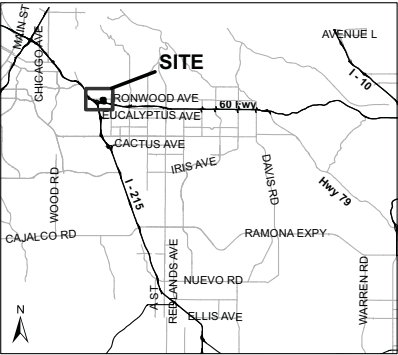 MAIN ST
CHICAGO AVE
AVENUE L
SITE
I - 10
RONWOOD AVE
60 Fwy
EUCALYPTUS AVE
CACTUS AVE
IRIS AVE
DAVIS RD
WOOD RD
I - 215
Hwy 79
CAJALCO RD
RAMONA EXPY
REDLANDS AVE
WARREN RD
NUEVO RD
A ST
ELLIS AVE
N